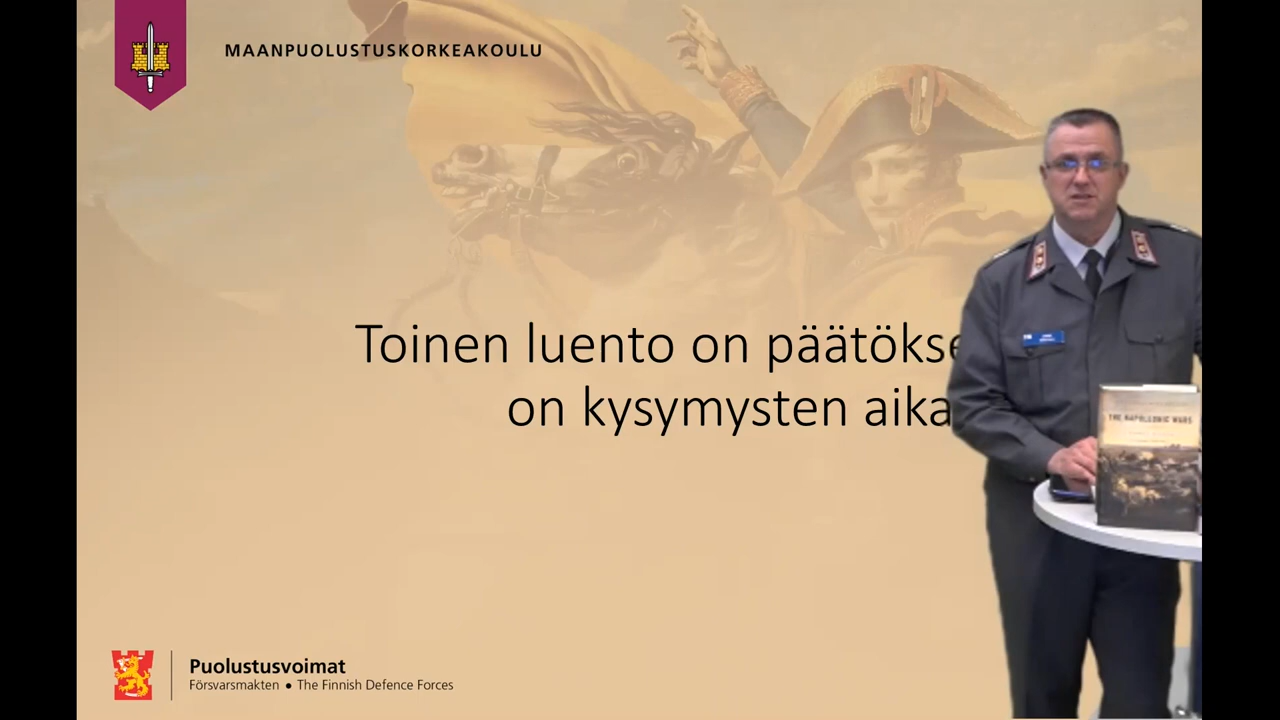 MAANPUOLUSTUSKORKEAKOULU
Toinen luento on päätökse
on kysymysten aika
THE NAPOLEONIC WARS
Puolustusvoimat
Försvarsmakten ● The Finnish Defence Forces